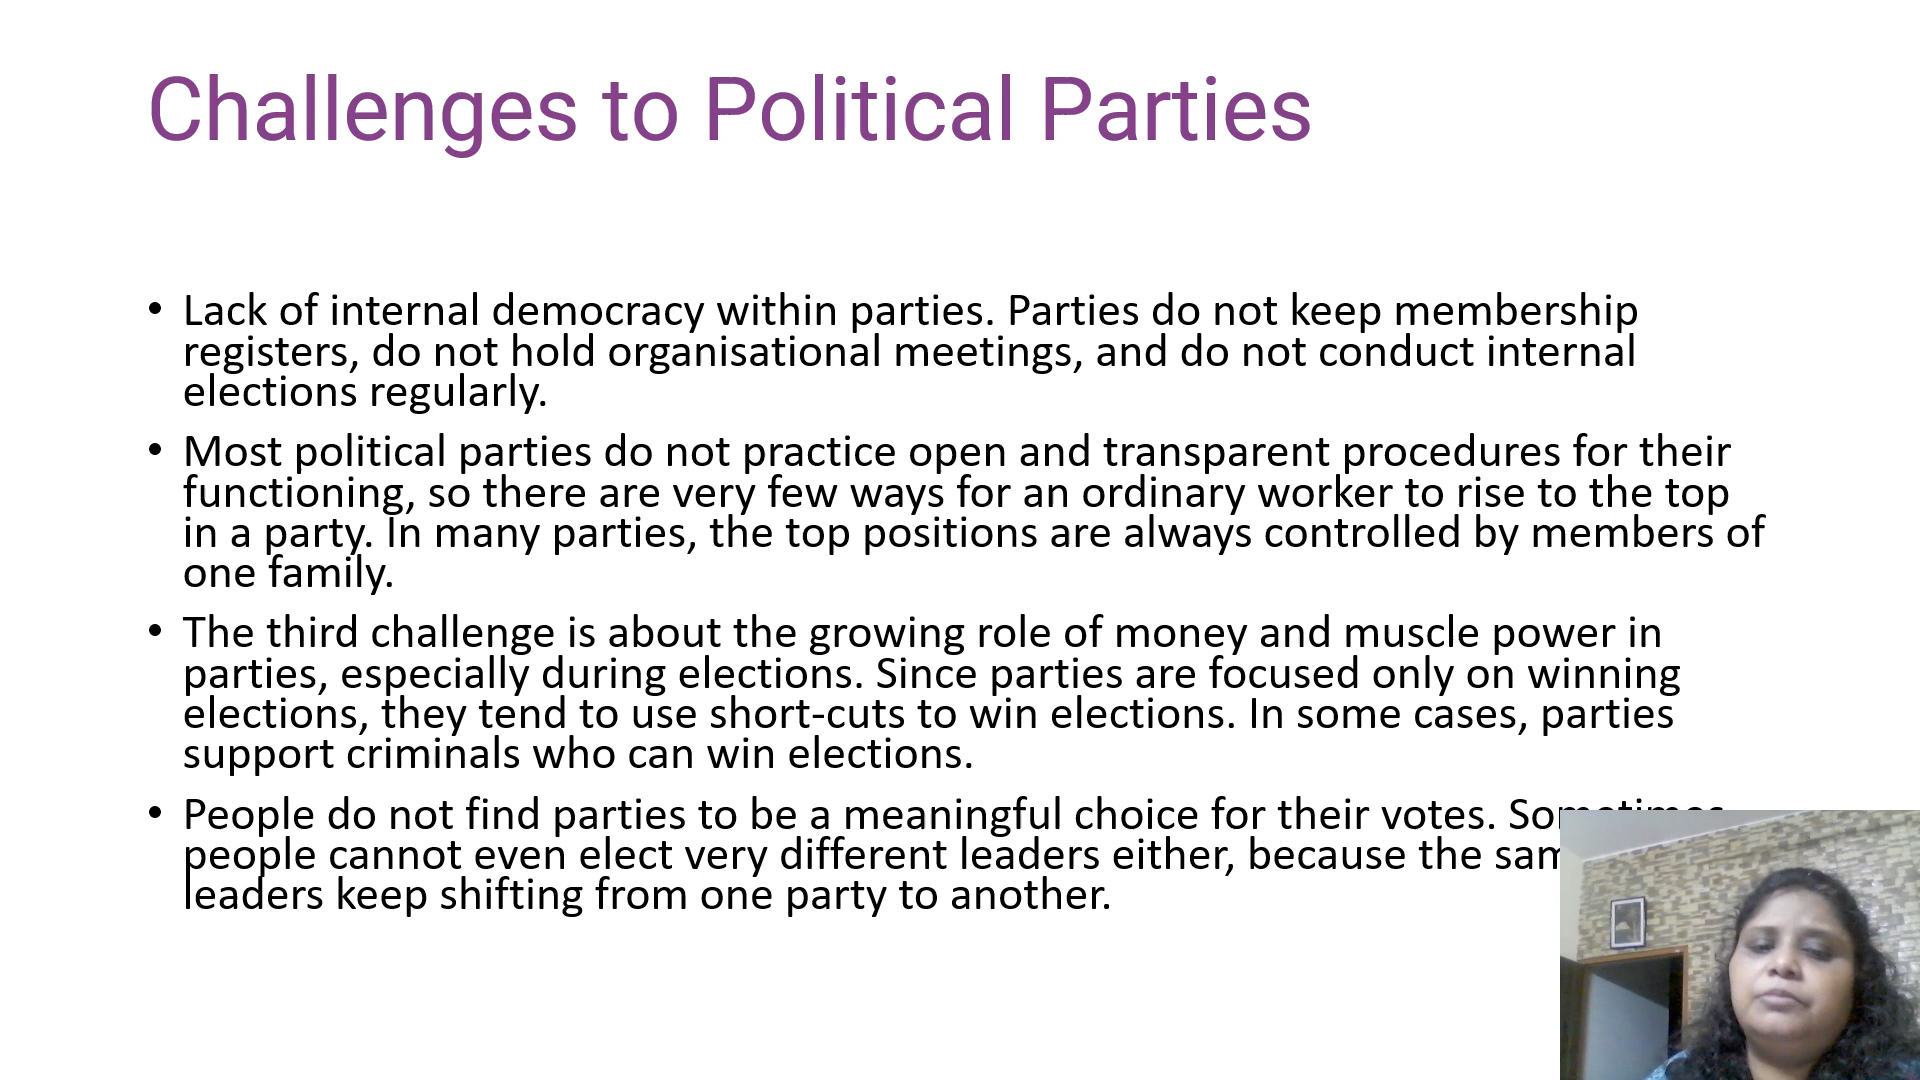 Challenges to Political Parties
• Lack of internal democracy within parties. Parties do not keep membership
registers, do not hold organisational meetings, and do not conduct internal
elections regularly.
• Most political parties do not practice open and transparent procedures for their
functioning, so there are very few ways for an ordinary worker to rise to the top
in a party. In many parties, the top positions are always controlled by members of
one family.
• The third challenge is about the growing role of money and muscle power in
parties, especially during elections. Since parties are focused only on winning
elections, they tend to use short-cuts to win elections. In some cases, parties
support criminals who can win elections.
• People do not find parties to be a meaningful choice for their votes. Sometimes
people cannot even elect very different leaders either, because the
leaders keep shifting from one party to another.